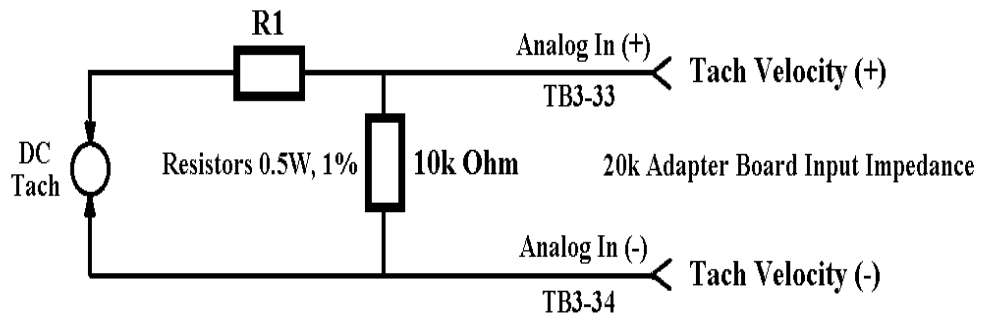 R1
Analog In (+)
Tach Velocity (+)
TB3-33
DC
Tach
Resistors 0.5W, 1%
10k Ohm
20k Adapter Board Input Impedance
Analog In (-)
Tach Velocity (-)
TB3-34